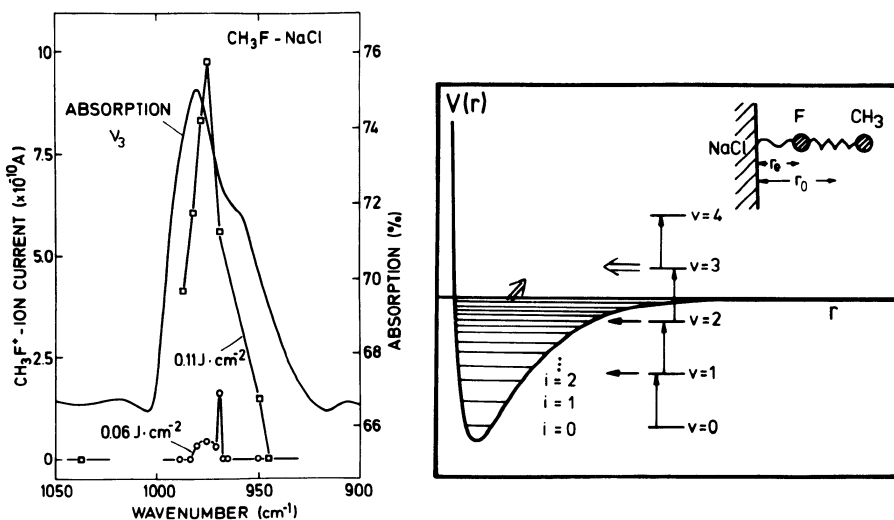 CH₃F - NaCl
ABSORPTION
ν₃
10
7.5
5.0
2.5
0
CH₃F⁺-ION CURRENT (x10⁻¹⁰A)
76
74
72
70
68
66
ABSORPTION (%)
0.11 J·cm⁻²
0.06 J·cm⁻²
1050
1000
950
900
WAVENUMBER (cm⁻¹)
V(r)
F
CH₃
NaCl
rₑ
r₀
v=4
v=3
r
v=2
v=1
v=0
⋮
i = 2
i = 1
i = 0